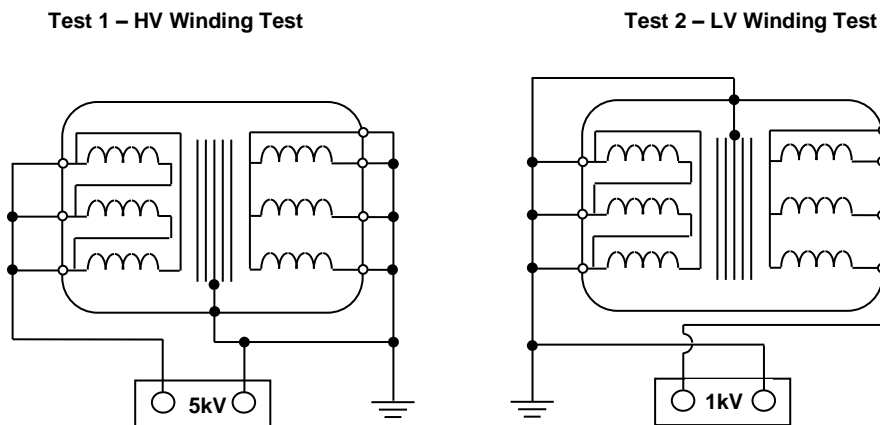 Test 1 – HV Winding Test
Test 2 – LV Winding Test
5kV
1kV